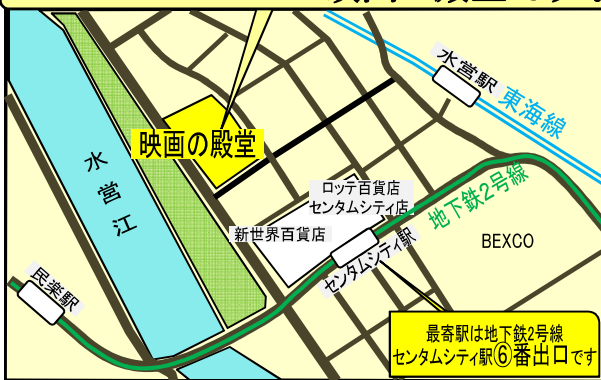 水営駅
東海線
映画の殿堂
水営江
ロッテ百貨店
センタムシティ店
地下鉄2号線
新世界百貨店
BEXCO
センタムシティ駅
民楽駅
最寄駅は地下鉄2号線
センタムシティ駅⑥番出口です